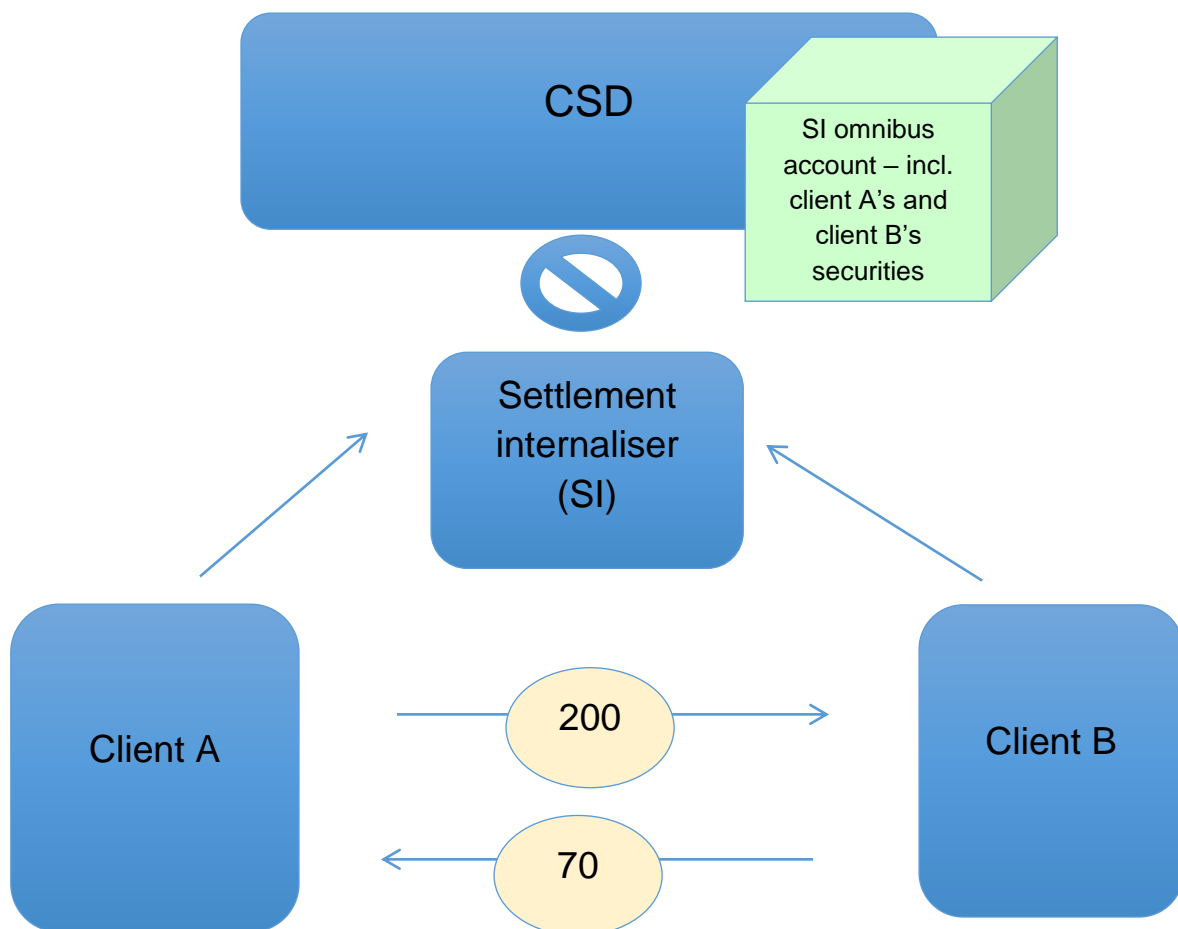 CSD
SI omnibus
account – incl.
client A’s and
client B’s
securities
Settlement
internaliser
(SI)
Client A
200
Client B
70